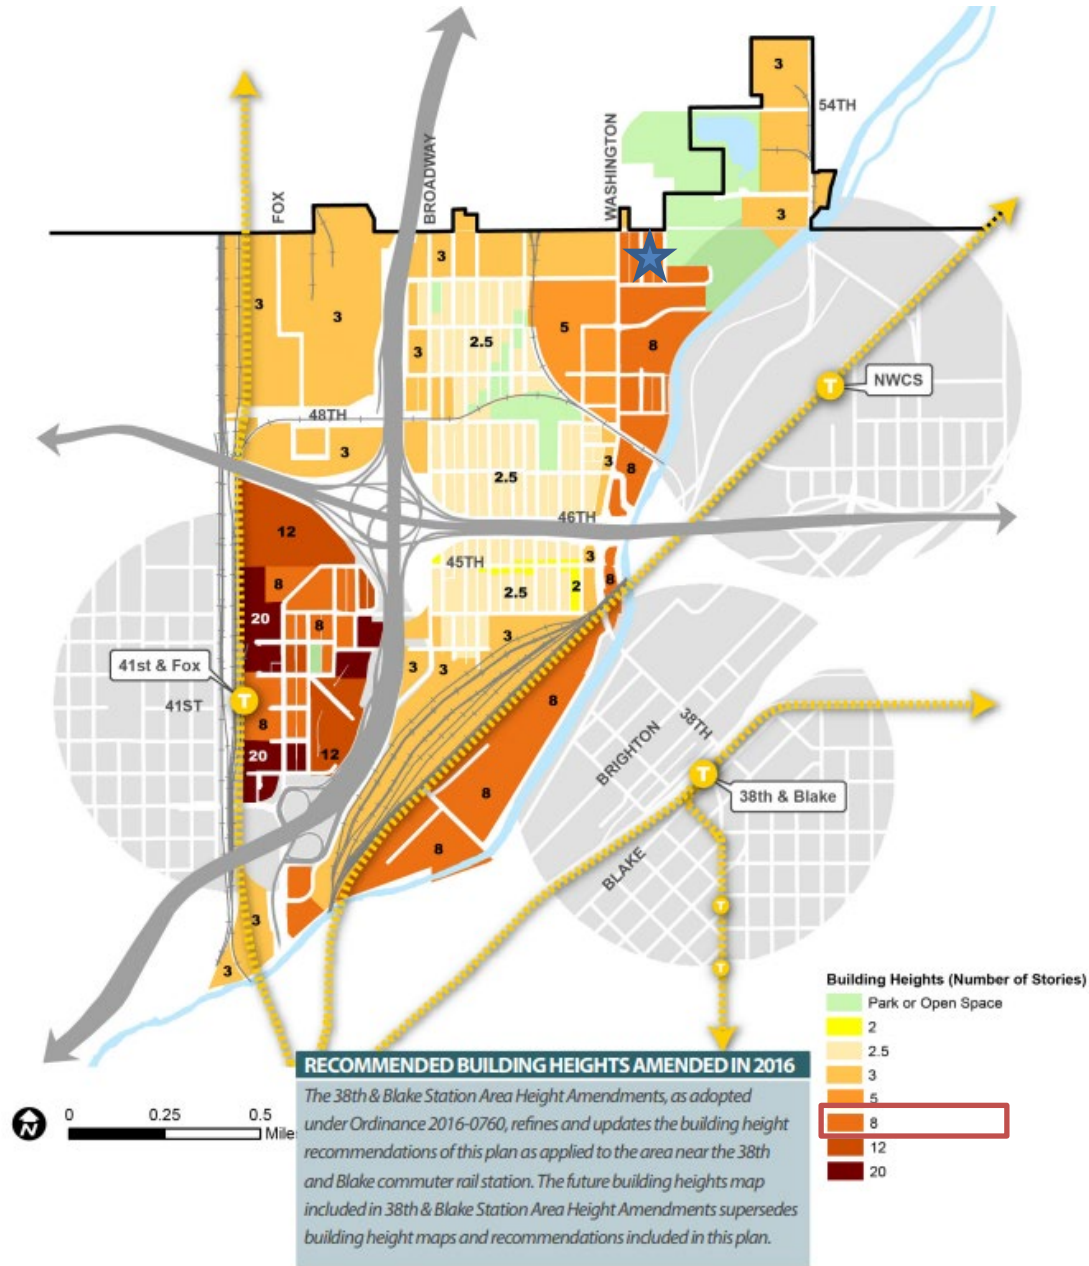 3
54TH
WASHINGTON
BROADWAY
FOX
3
3
3
3
3
5
2.5
8
3
NWCS
48TH
3
3
8
2.5
46TH
12
3
45TH
8
8
2.5
2
20
8
3
41st & Fox
3
3
41ST
8
8
38TH
BRIGHTON
20
12
38th & Blake
8
8
BLAKE
T
T
T
T
T
3
3
Building Heights (Number of Stories)
Park or Open Space
2
2.5
3
5
8
12
20
0 0.25 0.5
Miles
RECOMMENDED BUILDING HEIGHTS AMENDED IN 2016
The 38th & Blake Station Area Height Amendments, as adopted
under Ordinance 2016-0760, refines and updates the building height
recommendations of this plan as applied to the area near the 38th
and Blake commuter rail station. The future building heights map
included in 38th & Blake Station Area Height Amendments supersedes
building height maps and recommendations included in this plan.